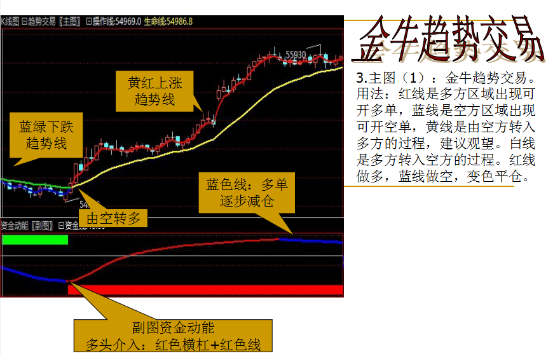 K线图 日趋势交易〖主图〗日操作线:54969.0 生命线:54986.8
55930
黄红上涨
趋势线
蓝绿下跌
趋势线
由空转多
蓝色线：多单
逐步减仓
资金动能〖副图〗日资金
副图资金动能
多头介入：红色横杠+红色线
金牛趋势交易
3.主图（1）：金牛趋势交易。
用法：红线是多方区域出现可
开多单，蓝线是空方区域出现
可开空单，黄线是由空方转入
多方的过程，建议观望。白线
是多方转入空方的过程。红线
做多，蓝线做空，变色平仓。